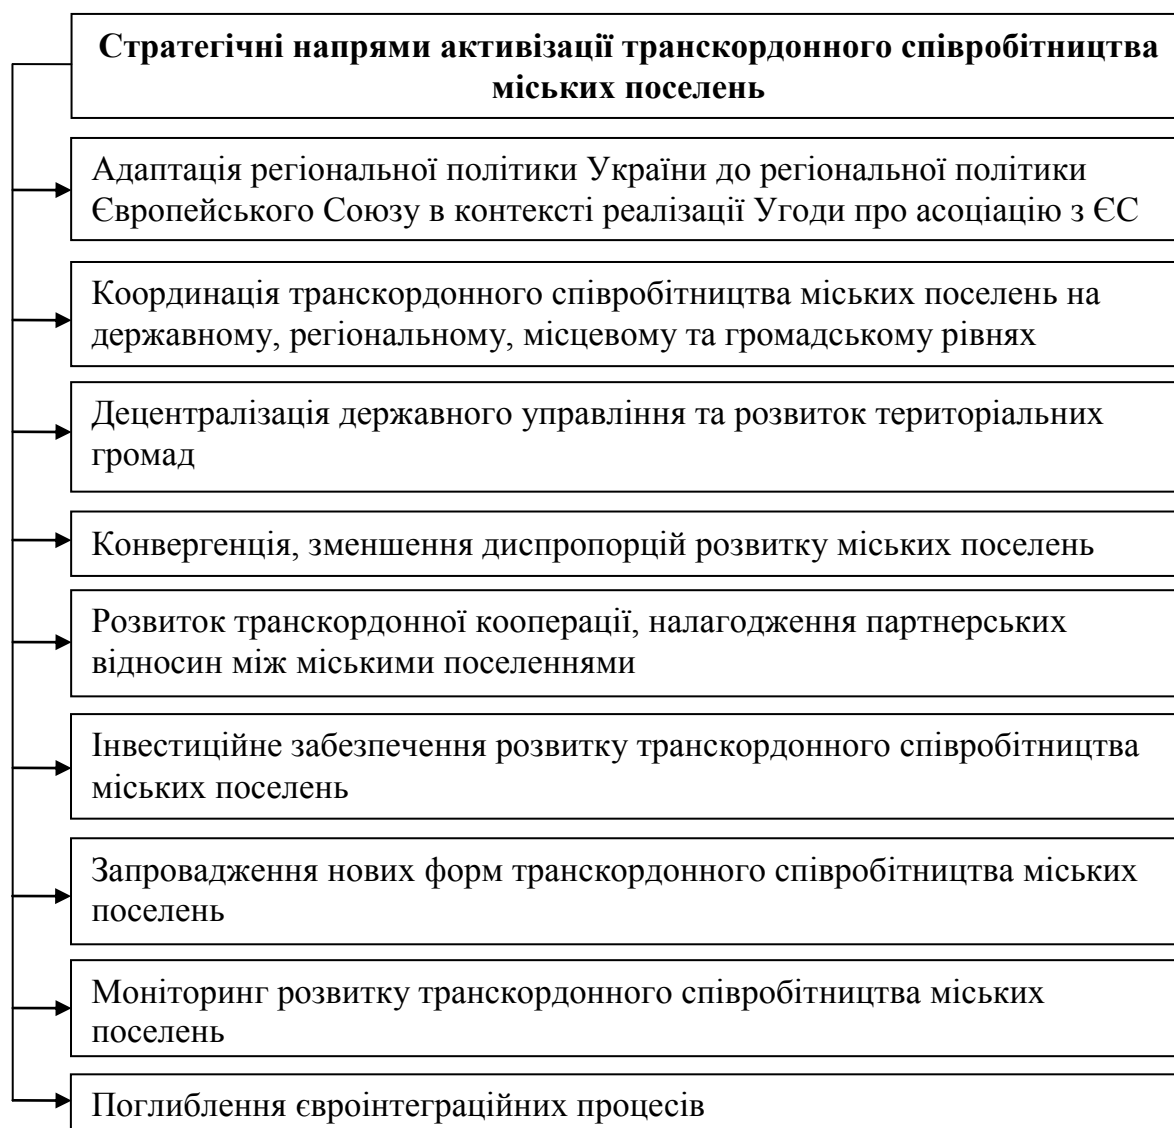 Стратегічні напрями активізації транскордонного співробітництва
міських поселень
Адаптація регіональної політики України до регіональної політики
Європейського Союзу в контексті реалізації Угоди про асоціацію з ЄС
Координація транскордонного співробітництва міських поселень на
державному, регіональному, місцевому та громадському рівнях
Децентралізація державного управління та розвиток територіальних
громад
Конвергенція, зменшення диспропорцій розвитку міських поселень
Розвиток транскордонної кооперації, налагодження партнерських
відносин між міськими поселеннями
Інвестиційне забезпечення розвитку транскордонного співробітництва
міських поселень
Запровадження нових форм транскордонного співробітництва міських
поселень
Моніторинг розвитку транскордонного співробітництва міських
поселень
Поглиблення євроінтеграційних процесів